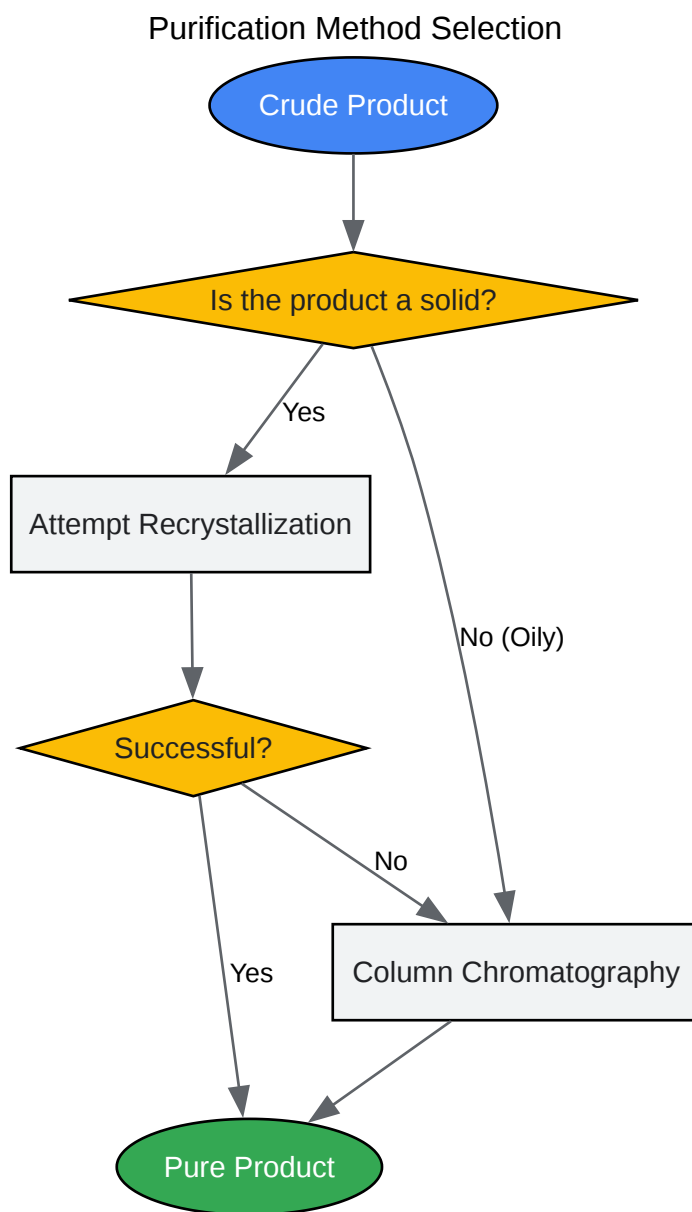 Purification Method Selection
Crude Product
Is the product a solid?
Yes
Attempt Recrystallization
No (Oily)
Successful?
No
Yes
Column Chromatography
Pure Product